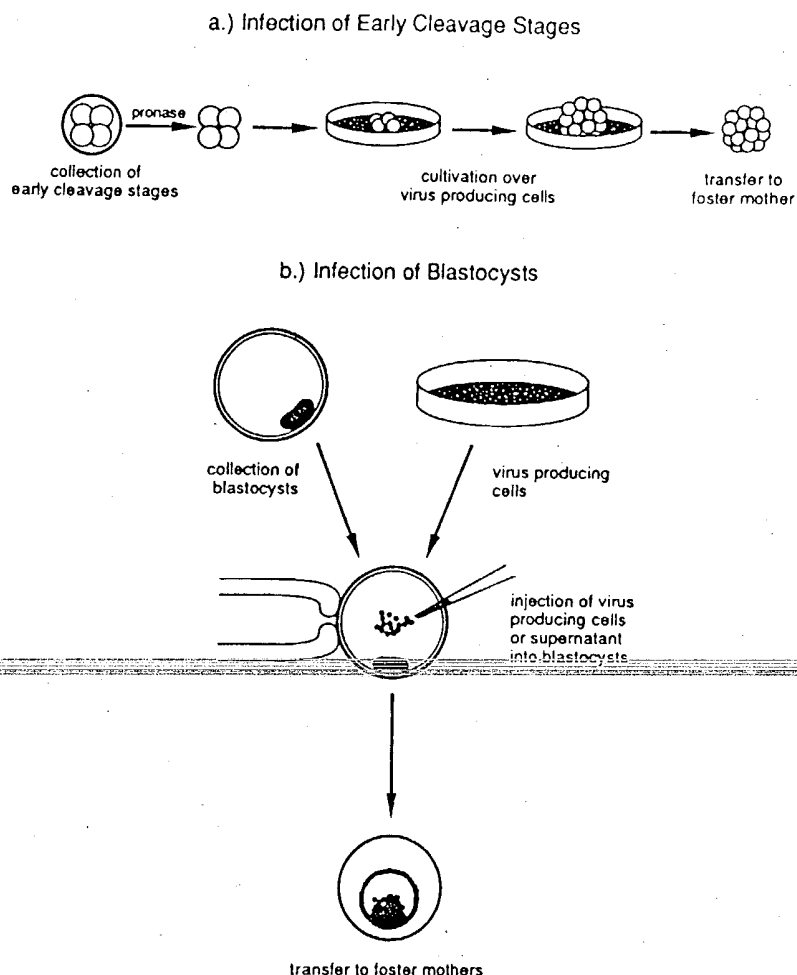 a.) Infection of Early Cleavage Stages
pronase
collection of
early cleavage stages
cultivation over
virus producing cells
transfer to
foster mother
b.) Infection of Blastocysts
collection of
blastocysts
virus producing
cells
injection of virus
producing cells
or supernatant
into blastocysts
transfer to foster mothers